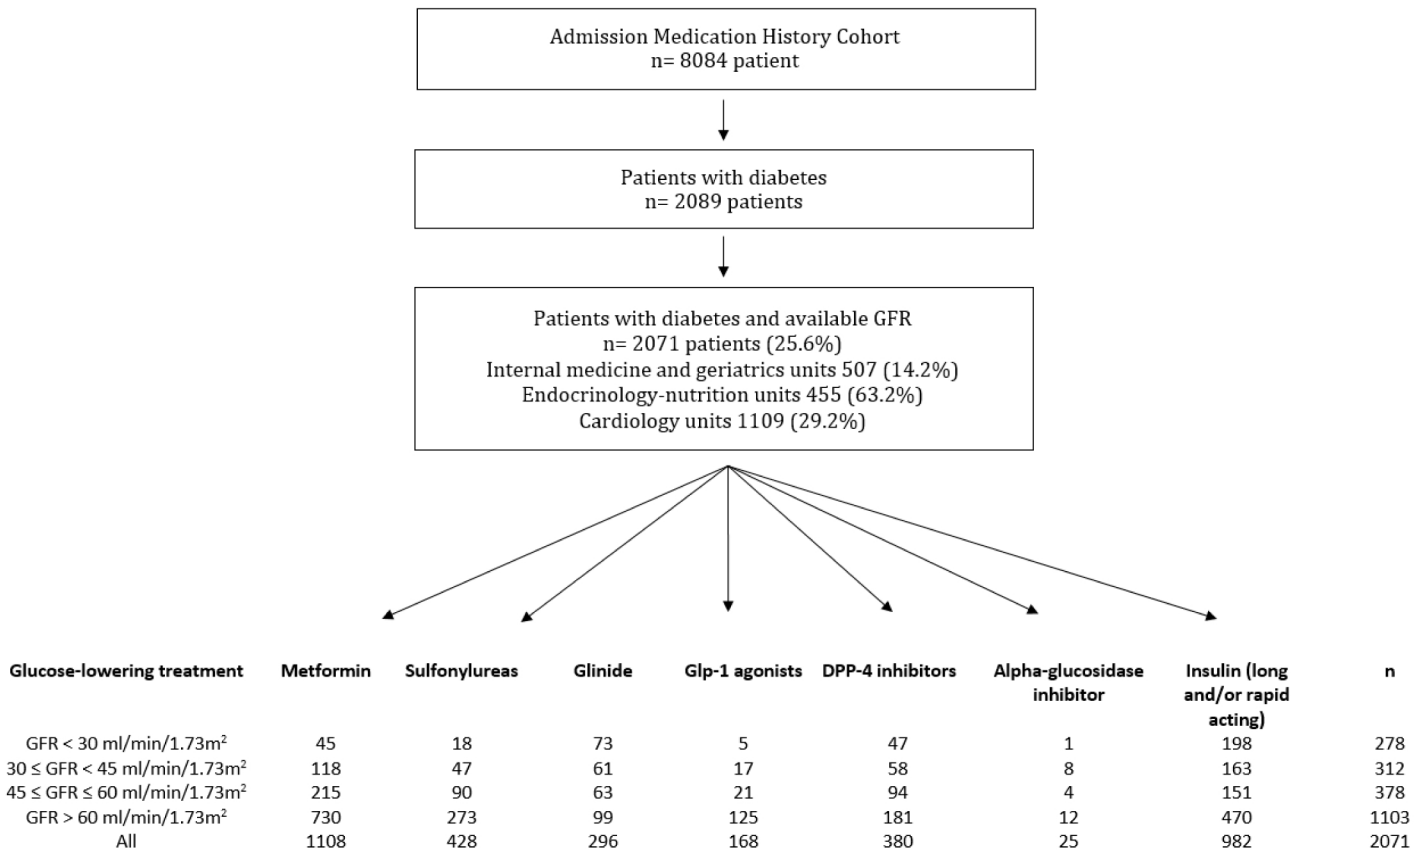 Admission Medication History Cohort
n= 8084 patient
Patients with diabetes
n= 2089 patients
Patients with diabetes and available GFR
n= 2071 patients (25.6%)
Internal medicine and geriatrics units 507 (14.2%)
Endocrinology-nutrition units 455 (63.2%)
Cardiology units 1109 (29.2%)
Glucose-lowering treatment Metformin Sulfonylureas Glinide Glp-1 agonists DPP-4 inhibitors Alpha-glucosidase Insulin (long n
inhibitor and/or rapid
acting)
GFR < 30 ml/min/1.73m² 45 18 73 5 47 1 198 278
30 ≤ GFR < 45 ml/min/1.73m² 118 47 61 17 58 8 163 312
45 ≤ GFR ≤ 60 ml/min/1.73m² 215 90 63 21 94 4 151 378
GFR > 60 ml/min/1.73m² 730 273 99 125 181 12 470 1103
All 1108 428 296 168 380 25 982 2071